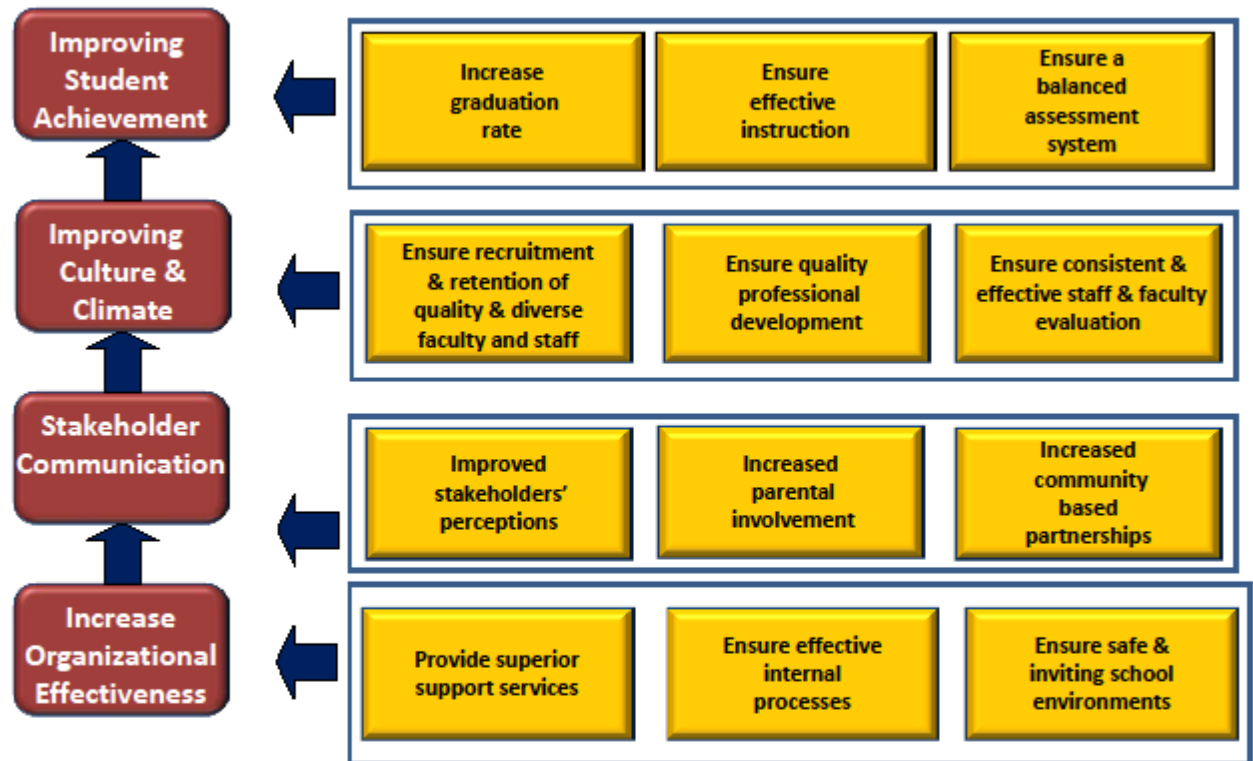 Improving
Student
Achievement
Increase
graduation
rate
Ensure
effective
instruction
Ensure a
balanced
assessment
system
Improving
Culture &
Climate
Ensure recruitment
& retention of
quality & diverse
faculty and staff
Ensure quality
professional
development
Ensure consistent &
effective staff & faculty
evaluation
Stakeholder
Communication
Improved
stakeholders’
perceptions
Increased
parental
involvement
Increased
community
based
partnerships
Increase
Organizational
Effectiveness
Provide superior
support services
Ensure effective
internal
processes
Ensure safe &
inviting school
environments